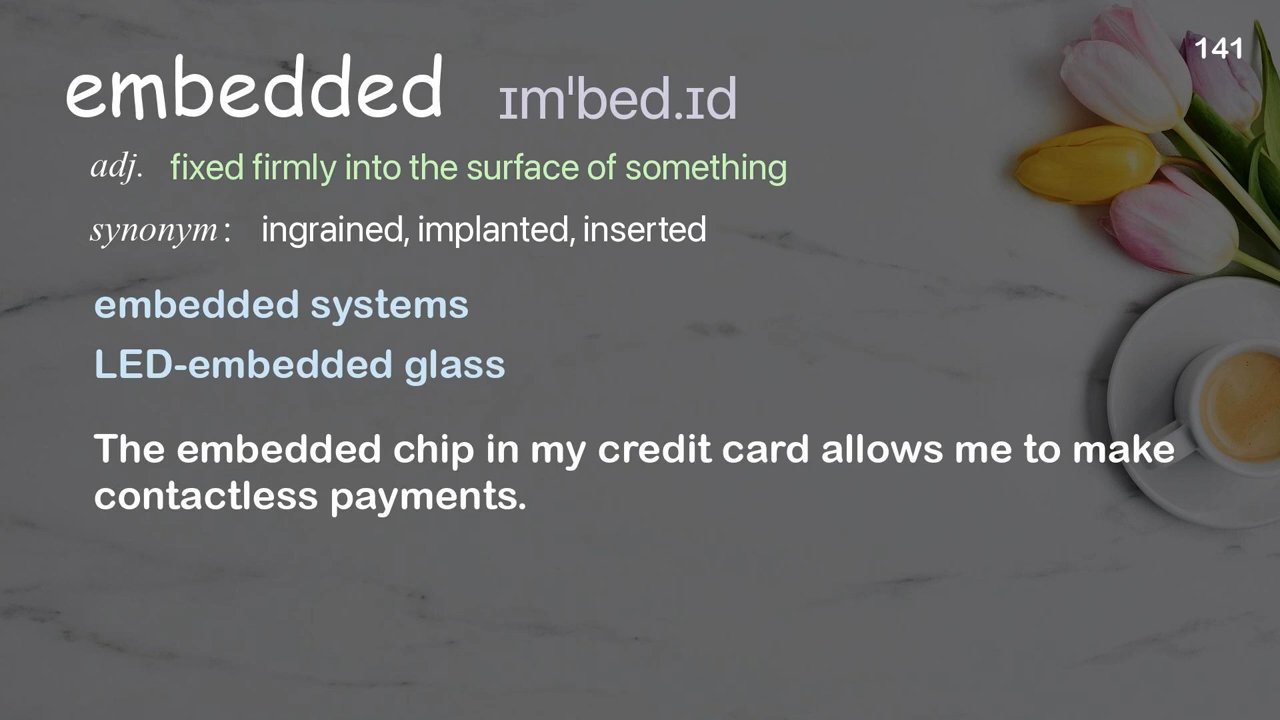 141
embedded ɪmˈbed.ɪd
adj. fixed firmly into the surface of something
synonym: ingrained, implanted, inserted
embedded systems
LED-embedded glass
The embedded chip in my credit card allows me to make
contactless payments.